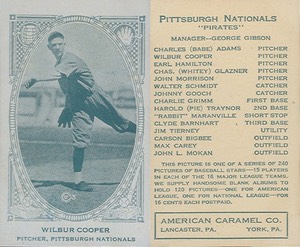 WILBUR COOPER
PITCHER, PITTSBURGH NATIONALS
PITTSBURGH NATIONALS
"PIRATES"
MANAGER—GEORGE GIBSON
CHARLES (BABE) ADAMS PITCHER
WILBUR COOPER PITCHER
EARL HAMILTON PITCHER
CHAS. (WHITEY) GLAZNER PITCHER
JOHN MORRISON PITCHER
WALTER SCHMIDT CATCHER
JOHNNY GOOCH CATCHER
CHARLIE GRIMM FIRST BASE
HAROLD (PIE) TRAYNOR 2ND BASE
"RABBIT" MARANVILLE SHORT STOP
CLYDE BARNHART THIRD BASE
JIM TIERNEY UTILITY
CARSON BIGBEE OUTFIELD
MAX CAREY OUTFIELD
JOHN L. MOKAN OUTFIELD
THIS PICTURE IS ONE OF A SERIES OF 240
PICTURES OF BASEBALL STARS—15 PLAYERS
IN EACH OF THE 16 MAJOR LEAGUE TEAMS.
WE SUPPLY HANDSOME BLANK ALBUMS TO
HOLD 120 PICTURES—ONE FOR AMERICAN
LEAGUE, ONE FOR NATIONAL LEAGUE—FOR
16 CENTS EACH POSTPAID.
AMERICAN CARAMEL CO.
LANCASTER, PA. YORK, PA.